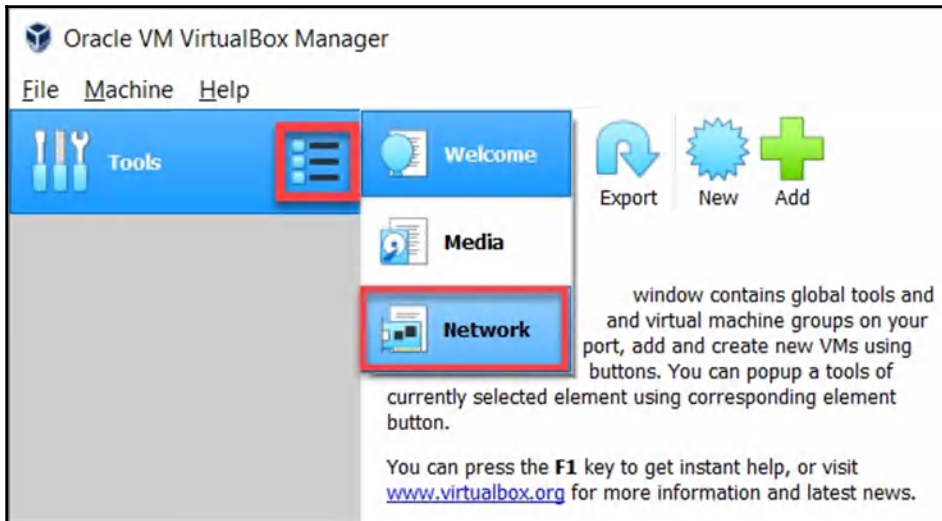 Oracle VM VirtualBox Manager
File Machine Help
Tools
Welcome
Media
Network
Export New Add
window contains global tools and
and virtual machine groups on your
port, add and create new VMs using
buttons. You can popup a tools of
currently selected element using corresponding element
button.
You can press the F1 key to get instant help, or visit
www.virtualbox.org for more information and latest news.